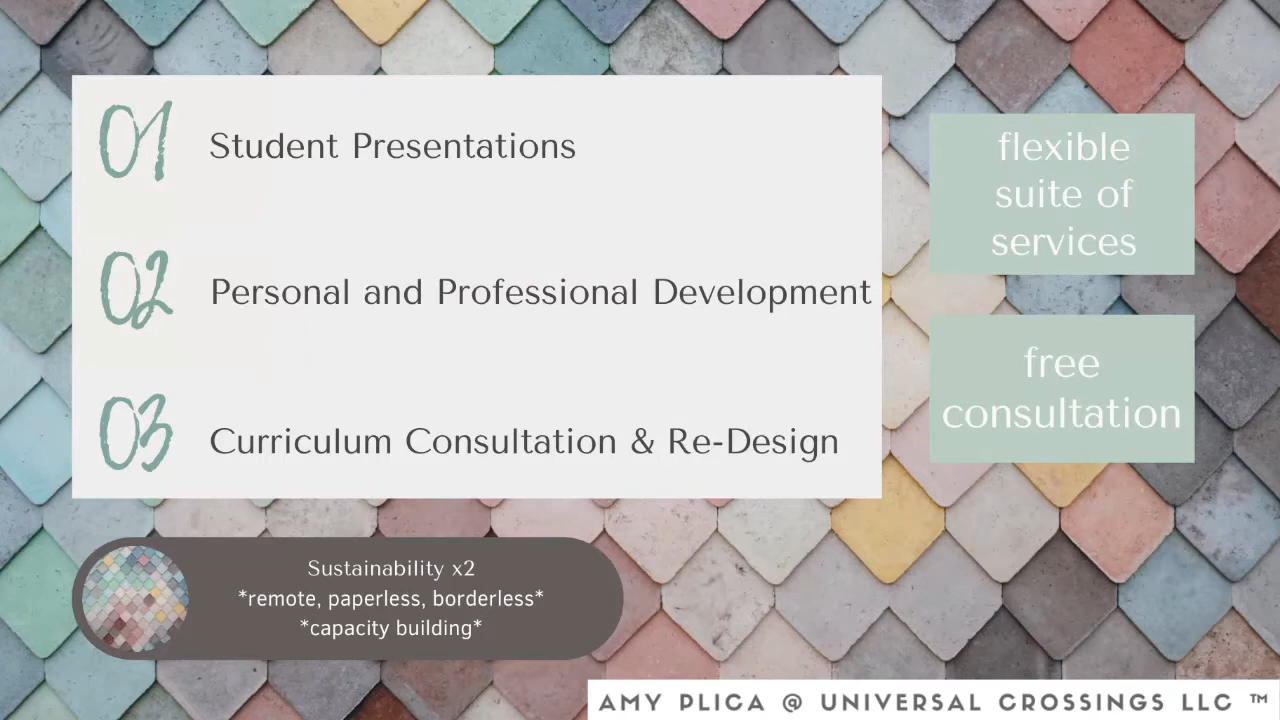 01 Student Presentations
02 Personal and Professional Development
03 Curriculum Consultation & Re-Design
flexible
suite of
services
free
consultation
Sustainability x2
*remote, paperless, borderless*
*capacity building*
AMY PLICA @ UNIVERSAL CROSSINGS LLC ™